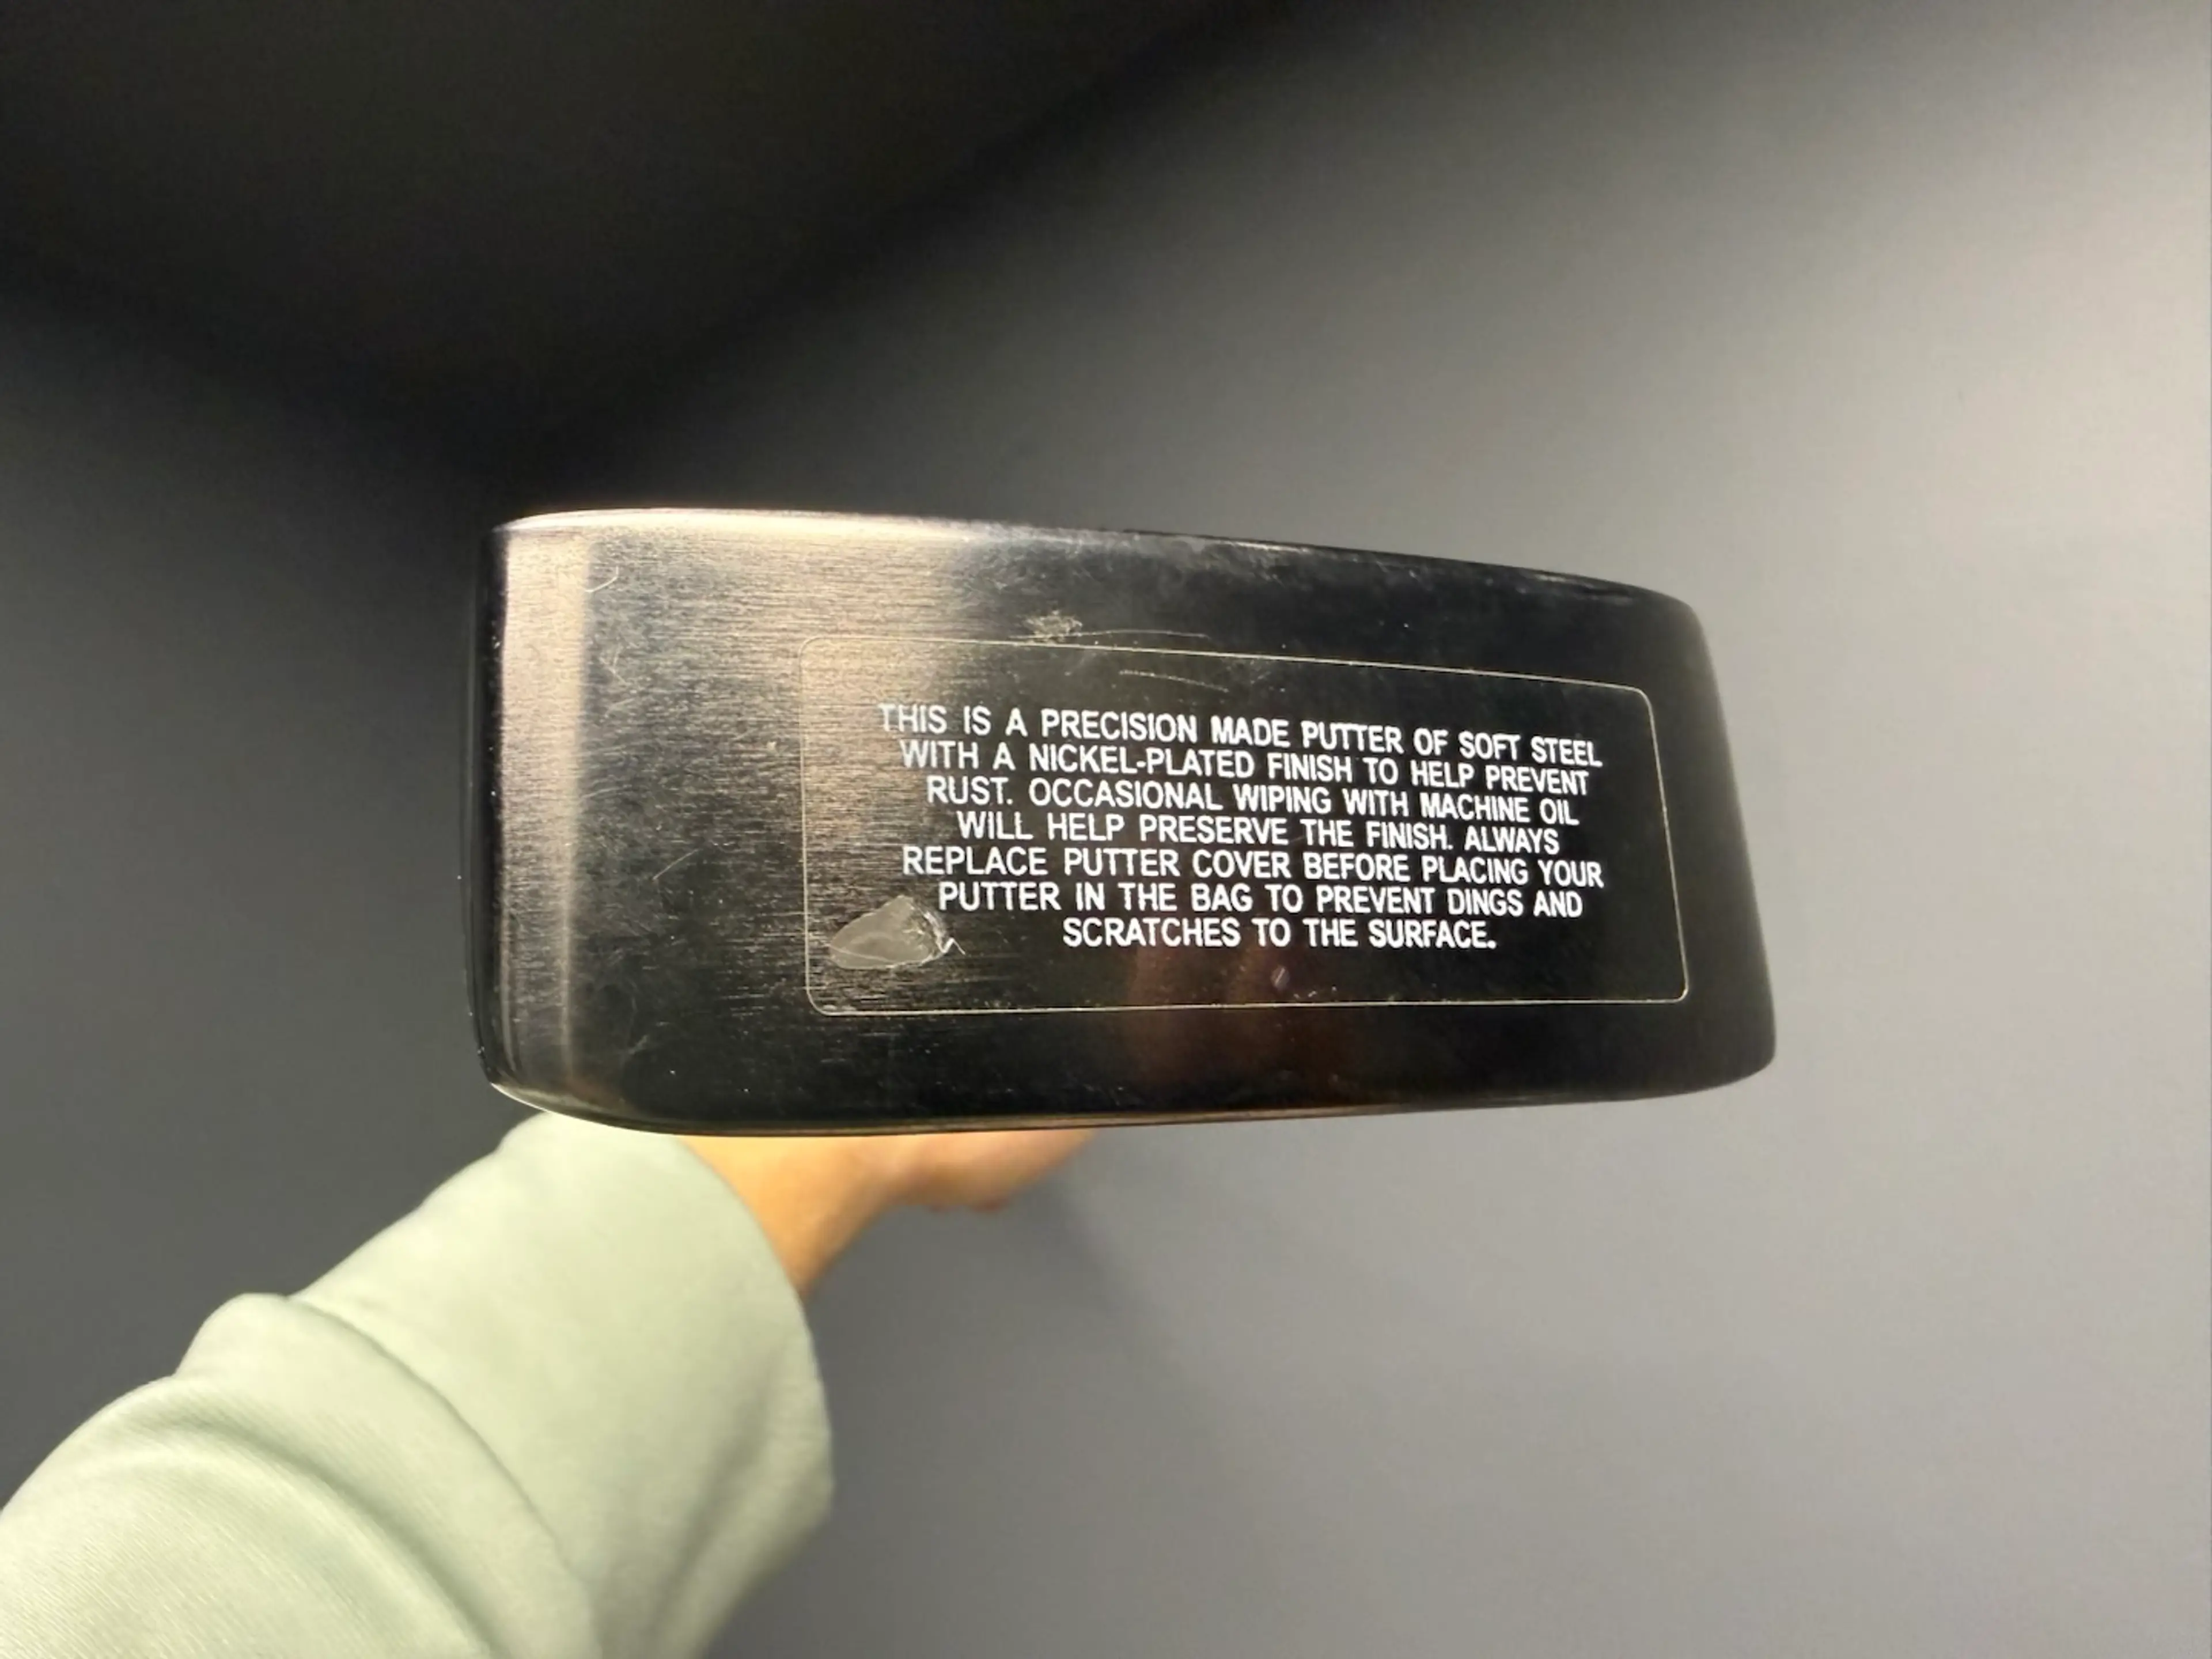 THIS IS A PRECISION MADE PUTTER OF SOFT STEEL
WITH A NICKEL-PLATED FINISH TO HELP PREVENT
RUST. OCCASIONAL WIPING WITH MACHINE OIL
WILL HELP PRESERVE THE FINISH. ALWAYS
REPLACE PUTTER COVER BEFORE PLACING YOUR
PUTTER IN THE BAG TO PREVENT DINGS AND
SCRATCHES TO THE SURFACE.